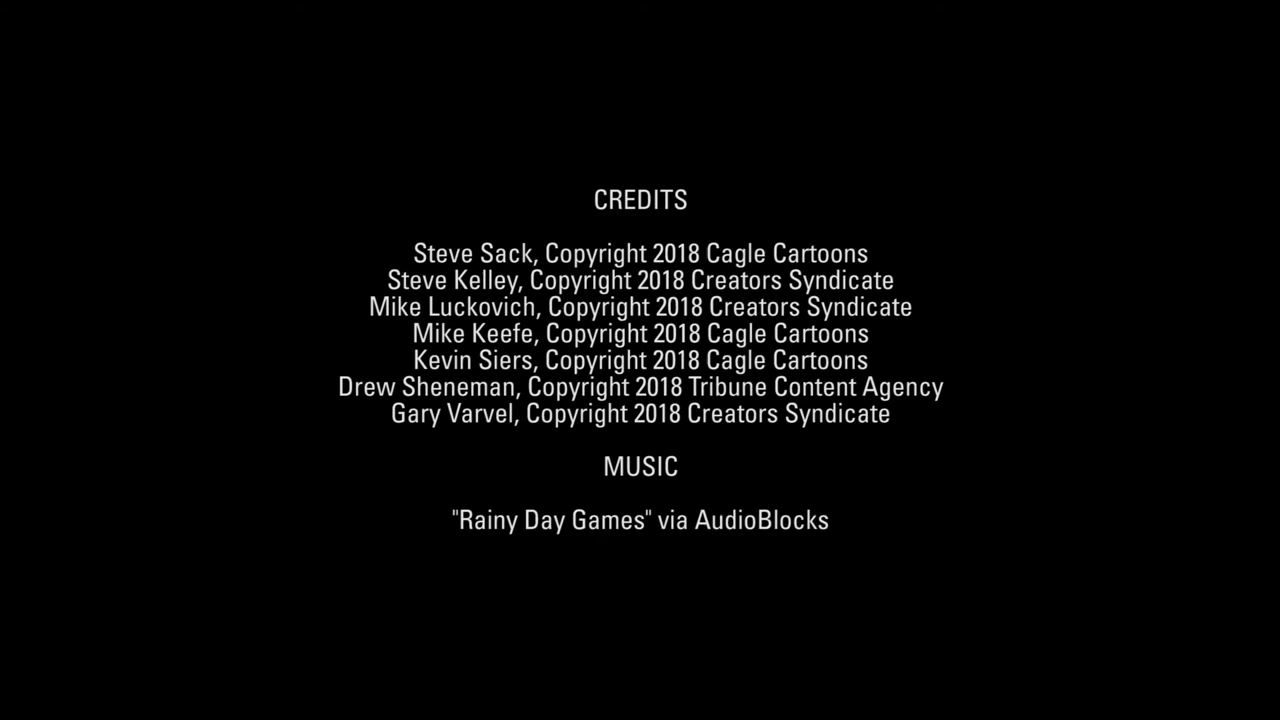 CREDITS
Steve Sack, Copyright 2018 Cagle Cartoons
Steve Kelley, Copyright 2018 Creators Syndicate
Mike Luckovich, Copyright 2018 Creators Syndicate
Mike Keefe, Copyright 2018 Cagle Cartoons
Kevin Siers, Copyright 2018 Cagle Cartoons
Drew Sheneman, Copyright 2018 Tribune Content Agency
Gary Varvel, Copyright 2018 Creators Syndicate
MUSIC
"Rainy Day Games" via AudioBlocks